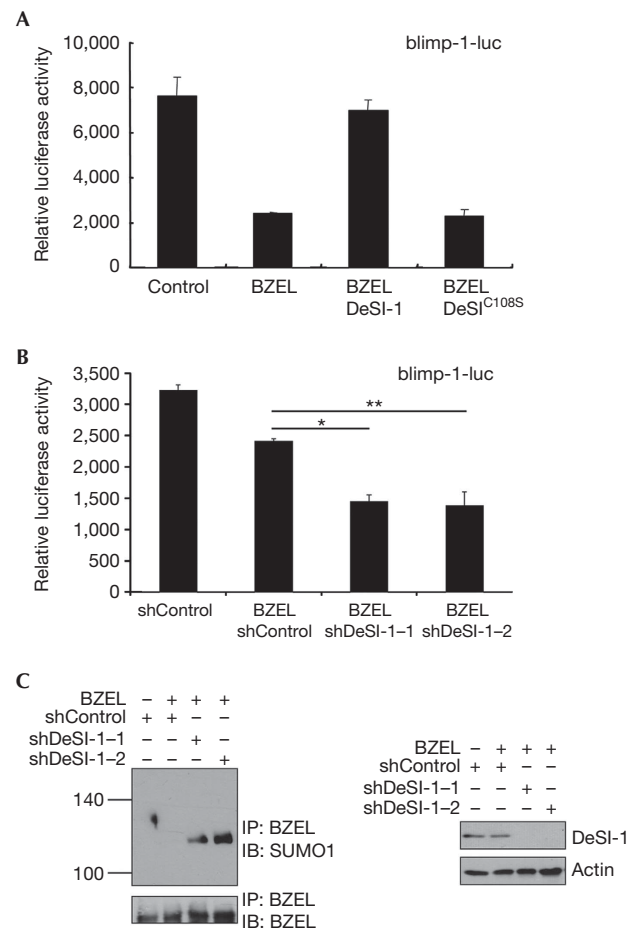 A
blimp-1-luc
Relative luciferase activity
10,000
8,000
6,000
4,000
2,000
0
Control BZEL BZEL BZEL
DeSI-1 DeSI^C108S
B
blimp-1-luc
Relative luciferase activity
3,500
3,000
2,500
2,000
1,500
1,000
500
0
**
*
shControl BZEL BZEL BZEL
shControl shDeSI-1–1 shDeSI-1–2
C
BZEL – + + +
shControl + + – –
shDeSI-1–1 – – + –
shDeSI-1–2 – – – +
140
100
IP: BZEL
IB: SUMO1
IP: BZEL
IB: BZEL
BZEL – + + +
shControl + + – –
shDeSI-1–1 – – + –
shDeSI-1–2 – – – +
DeSI-1
Actin